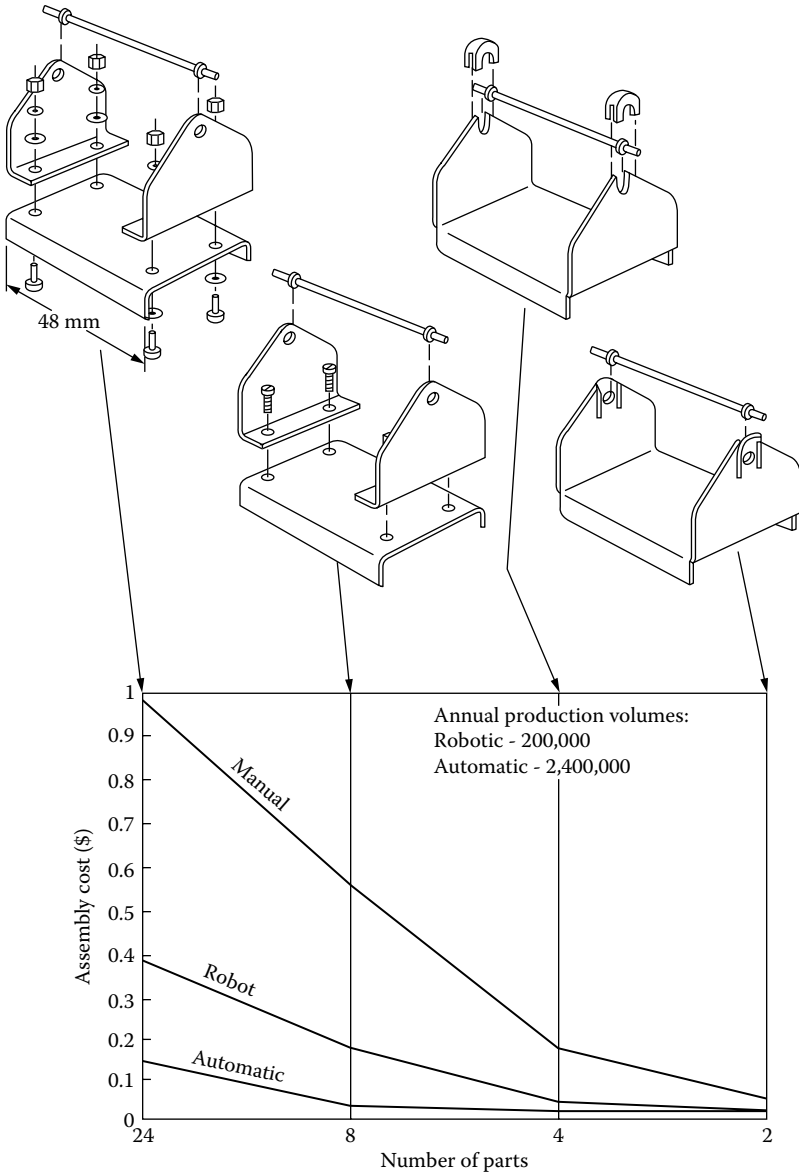 48 mm
Annual production volumes:
Robotic - 200,000
Automatic - 2,400,000
1
0.9
0.8
0.7
0.6
0.5
0.4
0.3
0.2
0.1
0
Assembly cost ($)
Manual
Robot
Automatic
24
8
4
2
Number of parts